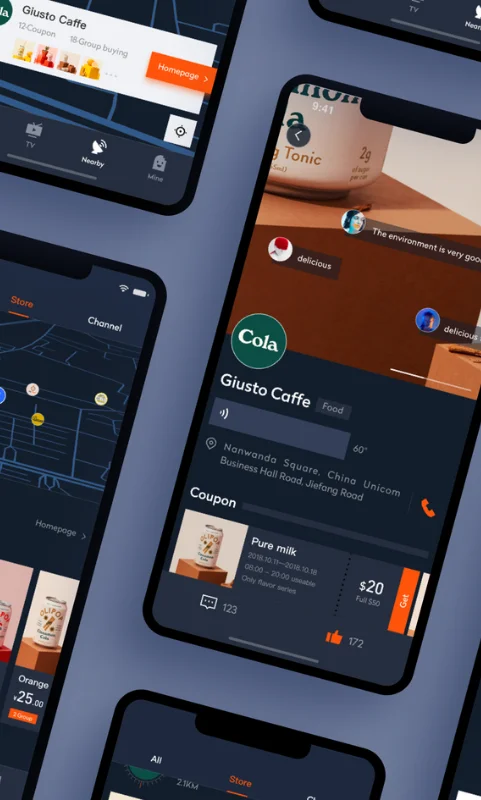 Giusto Caffe
12-Coupon
18-Group buying
Homepage >
TV
Nearby
Mine
TV
9:41
g Tonic
2g
The environment is very good
delicious
delicious
Cola
Giusto Caffe
Food
60"
Nanwanda Square, China Unicom
Business Hall Road, Jiefang Road
Coupon
Pure milk
2018.10.11—2018.10.18
05:00 – 20:00 useable
Only flavor series
$20
Full $50
Get
123
172
Store
Channel
Homepage >
OLIPOP
Orange
¥25.00
All
Store
2.1KM